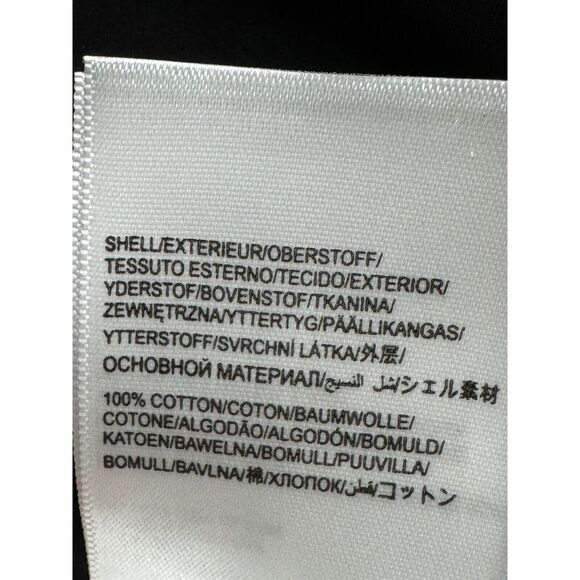 SHELL/EXTERIEUR/OBERSTOFF/
TESSUTO ESTERNO/TECIDO/EXTERIOR/
YDERSTOF/BOVENSTOF/TKANINA/
ZEWNĘTRZNA/YTTERTYG/PÄÄLLIKANGAS/
YTTERSTOFF/SVRCHNÍ LÁTKA/外层/
ОСНОВНОЙ МАТЕРИАЛ/شل النسيج/シェル素材
100% COTTON/COTON/BAUMWOLLE/
COTONE/ALGODÃO/ALGODÓN/BOMULD/
KATOEN/BAWELNA/BOMULL/PUUVILLA/
BOMULL/BAVLNA/棉/ХЛОПОК/قطن/コットン